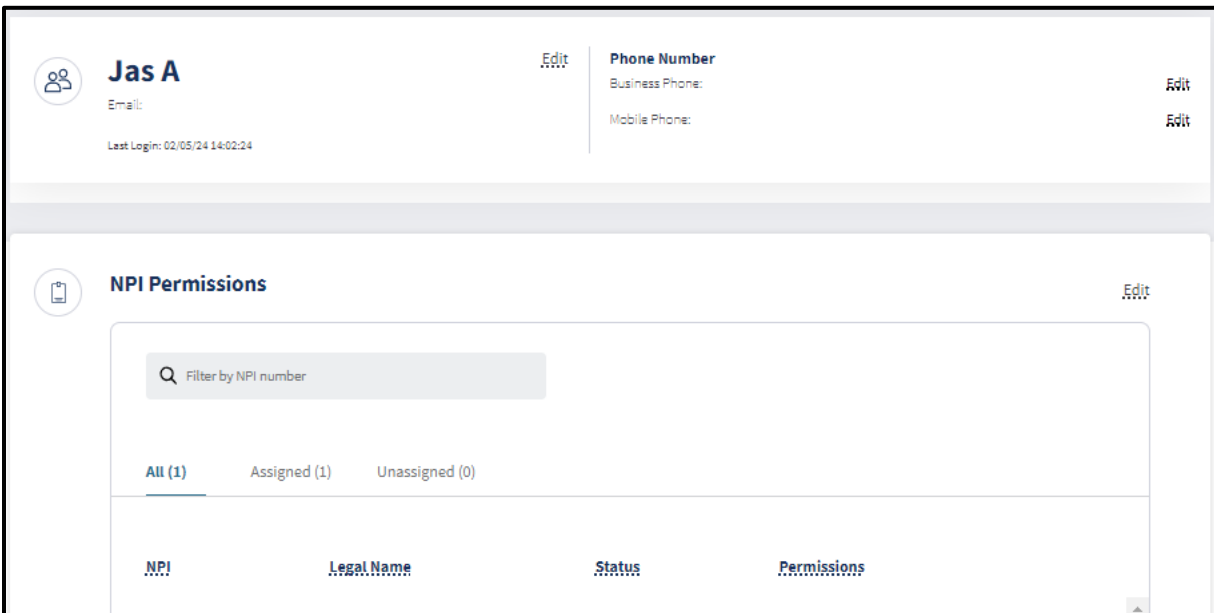 Jas A
Edit
Email:
Last Login: 02/05/24 14:02:24
Phone Number
Business Phone:
Edit
Mobile Phone:
Edit
NPI Permissions
Edit
Filter by NPI number
All (1) Assigned (1) Unassigned (0)
NPI Legal Name Status Permissions